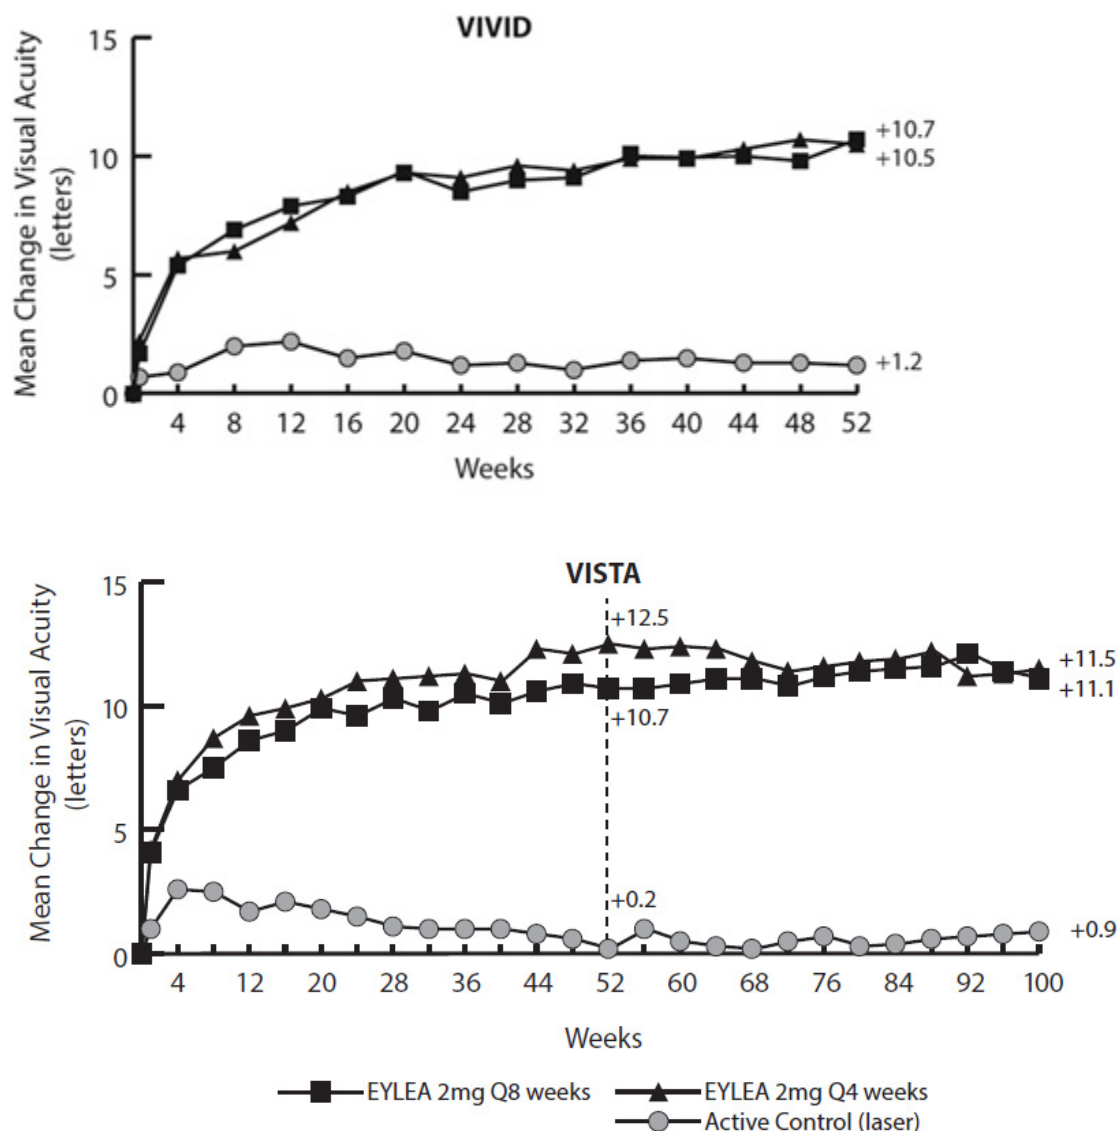 VIVID
Mean Change in Visual Acuity
(letters)
15
10
5
0
+10.7
+10.5
+1.2
4 8 12 16 20 24 28 32 36 40 44 48 52
Weeks
VISTA
Mean Change in Visual Acuity
(letters)
15
10
5
0
+12.5
+10.7
+0.2
+11.5
+11.1
+0.9
4 12 20 28 36 44 52 60 68 76 84 92 100
Weeks
EYLEA 2mg Q8 weeks EYLEA 2mg Q4 weeks
Active Control (laser)